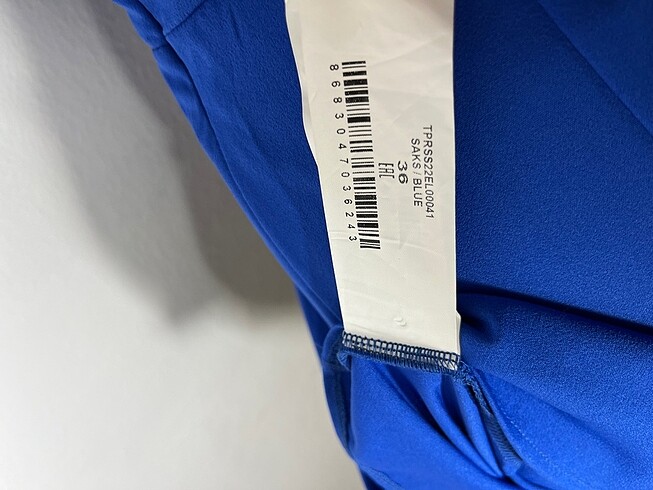 TPRSS22EL00041
SAKS / BLUE
36
EAC
8683047036243